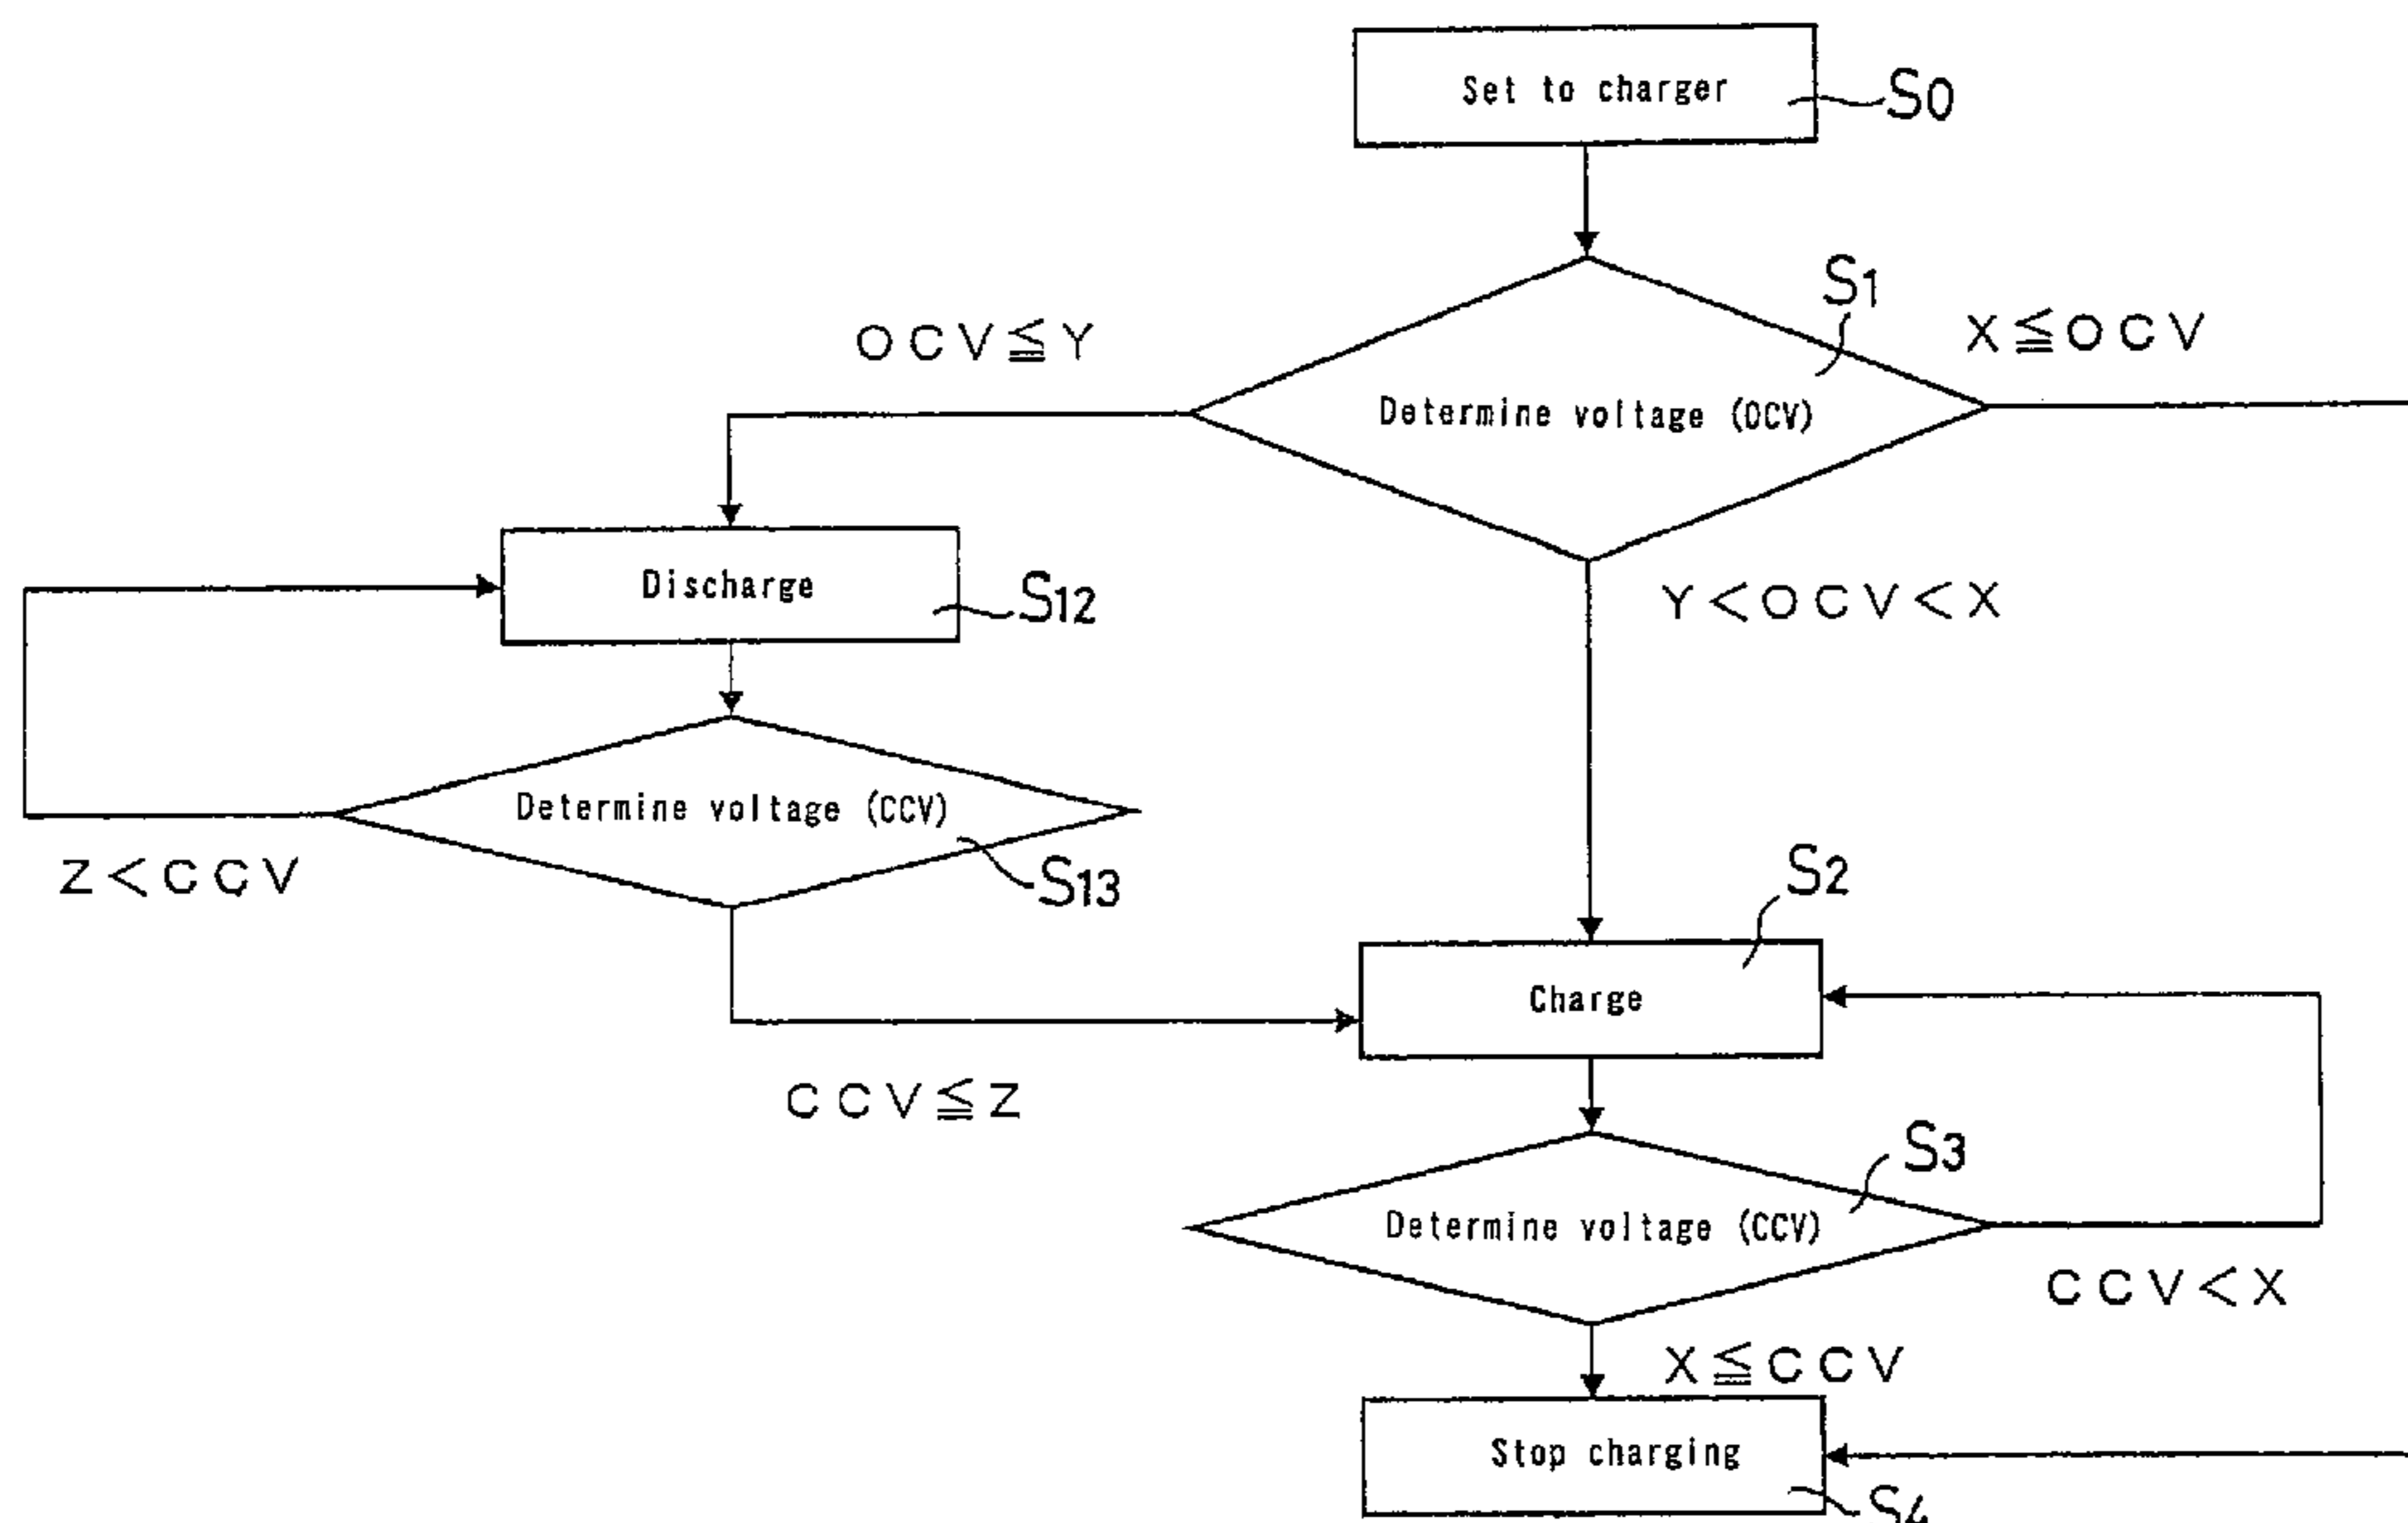 Set to charger
S0
S1
OCV≦Y
X≦OCV
Determine voltage (OCV)
Discharge
S12
Y<OCV<X
Determine voltage (CCV)
Z<CCV
S13
S2
Charge
CCV≦Z
S3
Determine voltage (CCV)
CCV<X
X≦CCV
Stop charging
S4